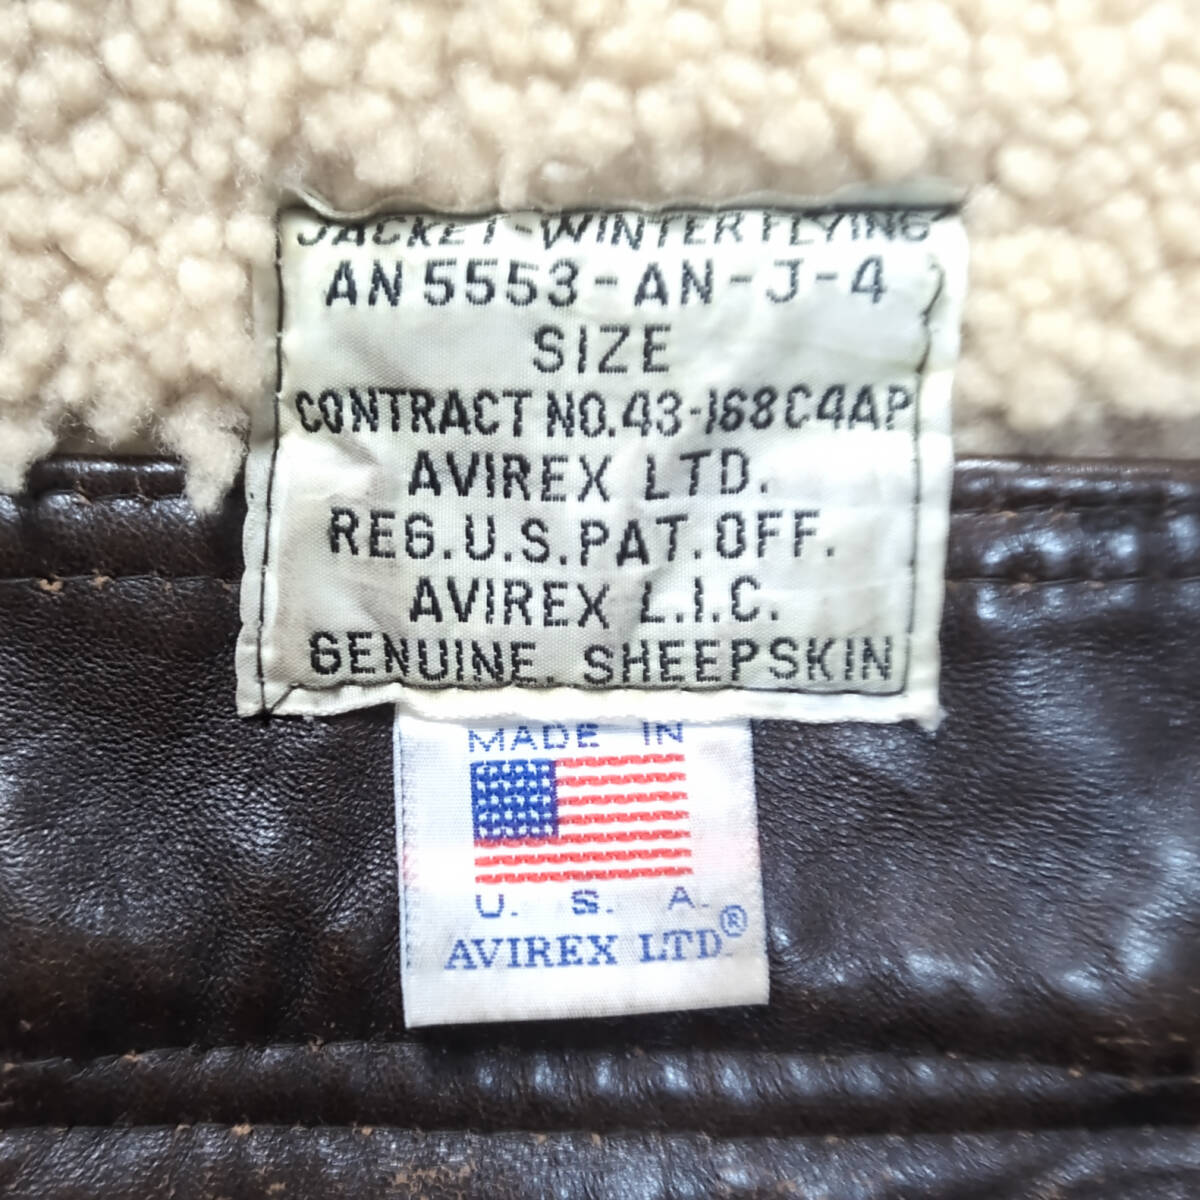 JACKET-WINTER FLYING
AN 5553-AN-J-4
SIZE
CONTRACT NO. 43-168C4AP
AVIREX LTD.
REG.U.S.PAT.OFF.
AVIREX L.I.C.
GENUINE. SHEEPSKIN
MADE IN
U. S. A.
AVIREX LTD.®